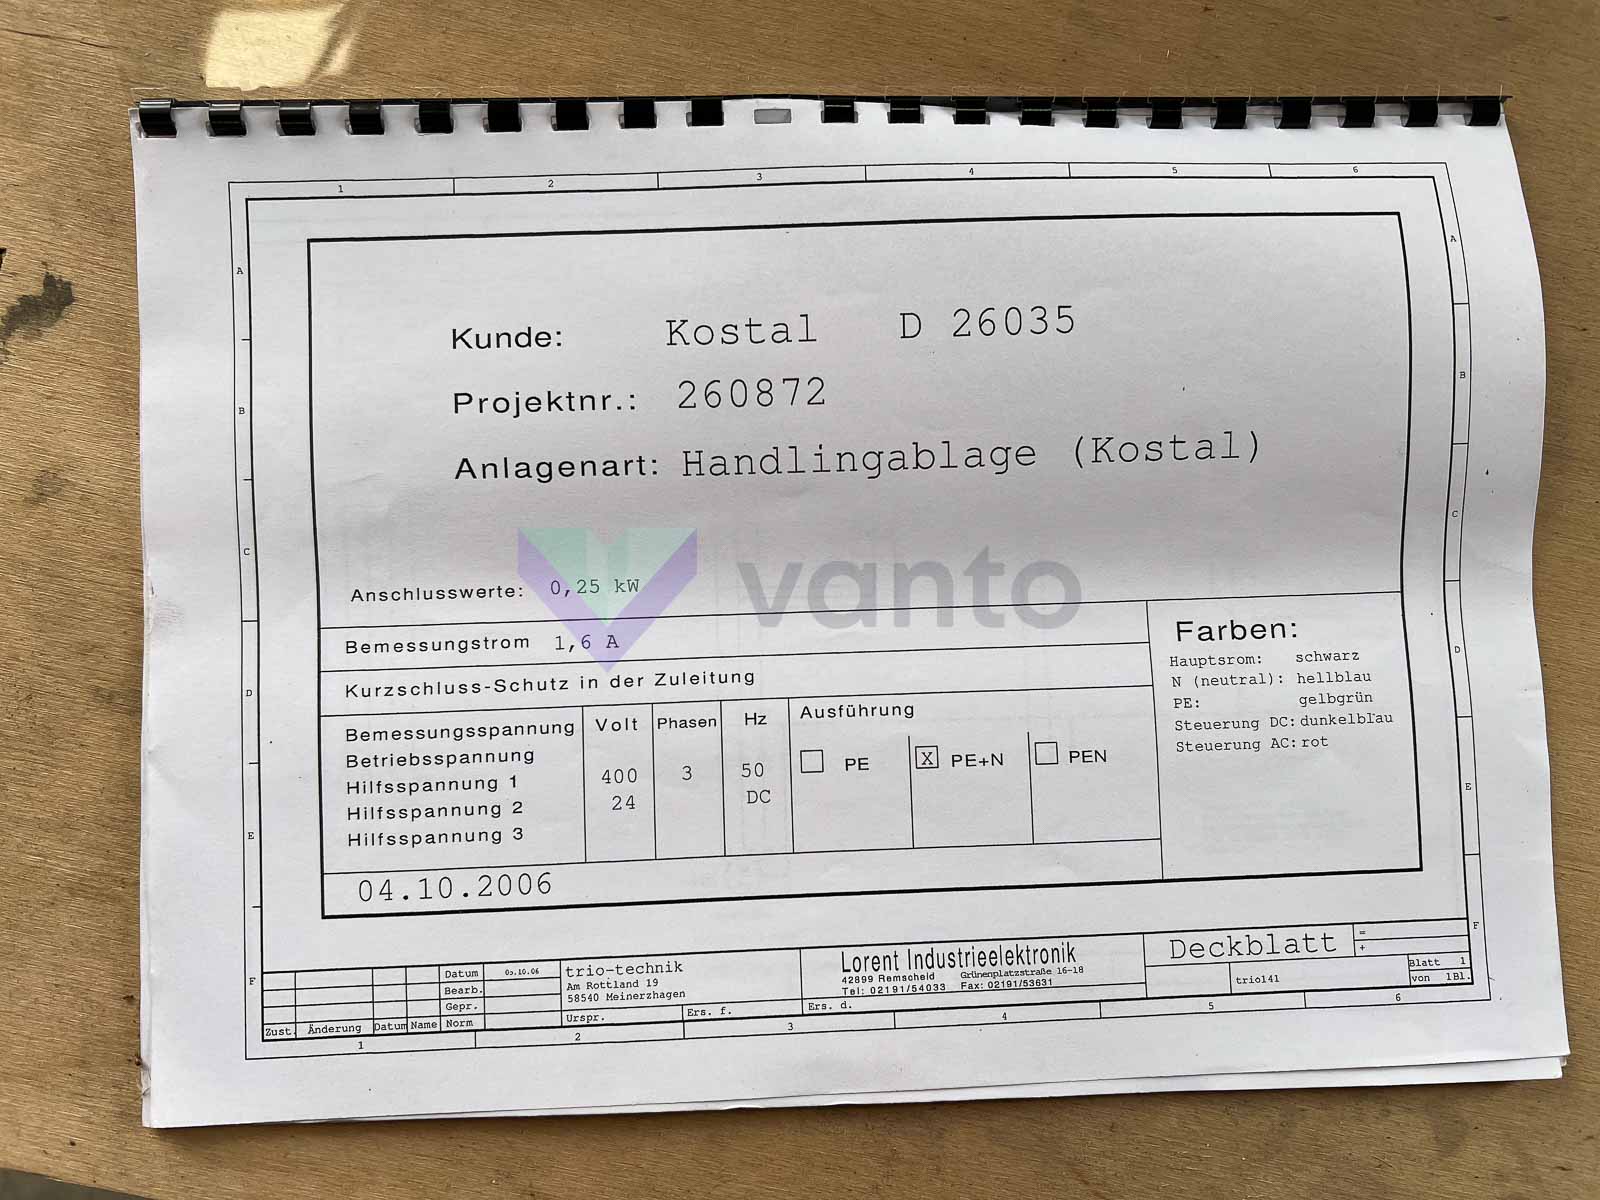 1 2 3 4 5 6
A A
B B
C C
D D
E E
F F
Kunde: Kostal D 26035
Projektnr.: 260872
Anlagenart: Handlingablage (Kostal)
vanto
Anschlusswerte: 0,25 kW
Bemessungstrom 1,6 A
Kurzschluss-Schutz in der Zuleitung
Bemessungsspannung Volt Phasen Hz Ausführung
Betriebsspannung
Hilfsspannung 1 400 3 50
Hilfsspannung 2 24 DC
Hilfsspannung 3
PE X PE+N PEN
Farben:
Hauptsrom: schwarz
N (neutral): hellblau
PE: gelbgrün
Steuerung DC: dunkelblau
Steuerung AC: rot
04.10.2006
Zust. Änderung Datum Name
Datum
Bearb.
Gepr.
Norm
trio-technik
Am Rottland 19
58540 Meinerzhagen
Urspr. Ers. f. Ers. d.
Lorent Industrieelektronik
42899 Remscheid Grünenplatzstraße 16-18
Tel: 02191/54033 Fax: 02191/53631
Deckblatt
=
+
trio141
Blatt 1
von 1Bl.
1 2 3 4 5 6